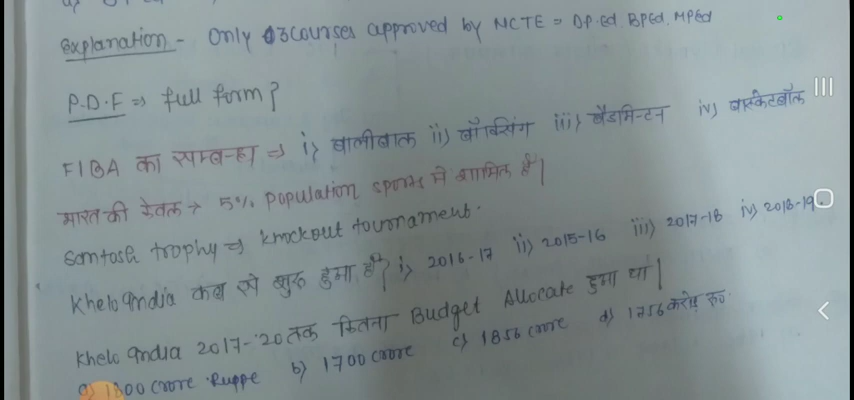 Explanation - Only 03 courses approved by NCTE = DP.Ed, BPEd, MPEd
P.D.F => full form?
FIBA का सम्बन्ध => i) बालीबाल ii) बॉक्सिंग iii) बैडमिन्टन iv) बास्केटबॉल
भारत की केवल → 5% population sports मे शामिल है|
Santosh trophy => knockout tournament.
Khelo India कब से शुरु हुआ है? i) 2016-17 ii) 2015-16 iii) 2017-18 iv) 2018-19.
Khelo India 2017-'20 तक कितना Budget Allocate हुआ था|
a) 1800 Crore Ruppe b) 1700 crore c) 1856 crore d) 1756 करोड़ रु०